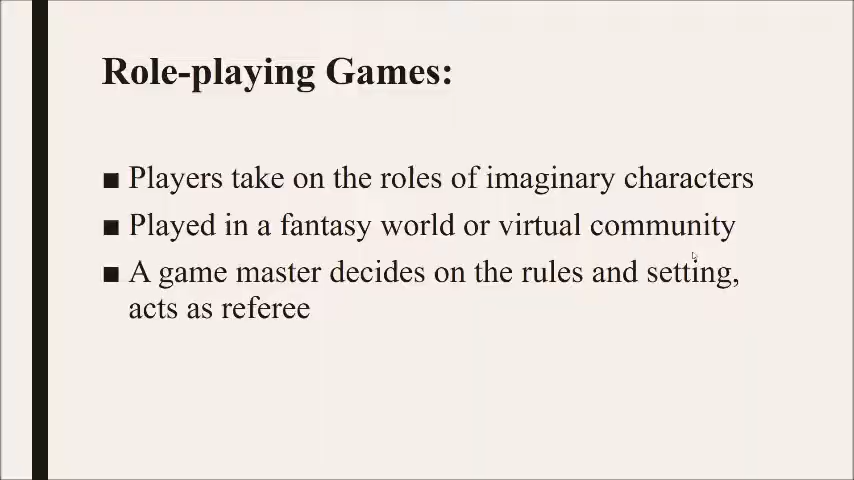 Role-playing Games:
■ Players take on the roles of imaginary characters
■ Played in a fantasy world or virtual community
■ A game master decides on the rules and setting,
acts as referee